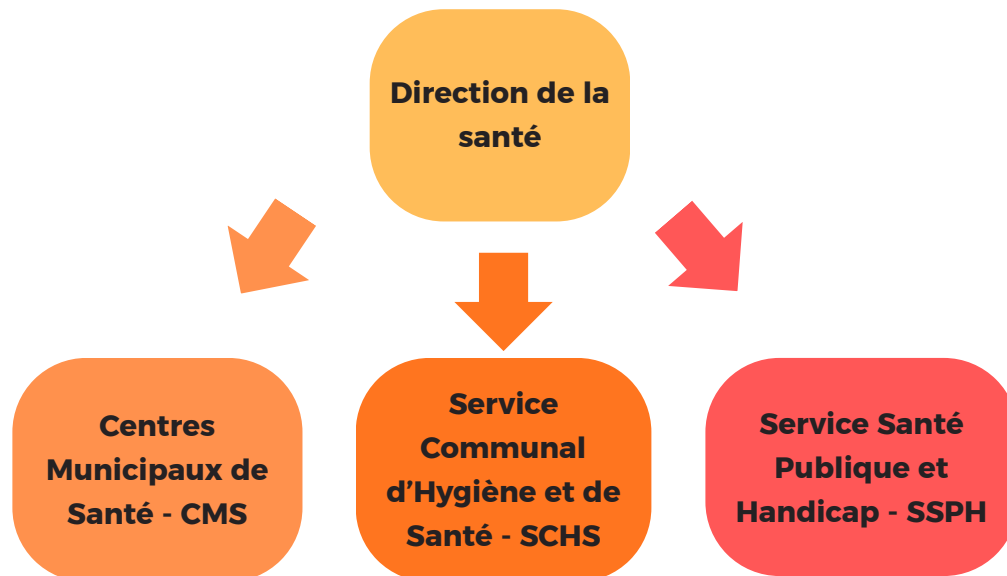 Direction de la
santé
Centres
Municipaux de
Santé - CMS
Service
Communal
d’Hygiène et de
Santé - SCHS
Service Santé
Publique et
Handicap - SSPH